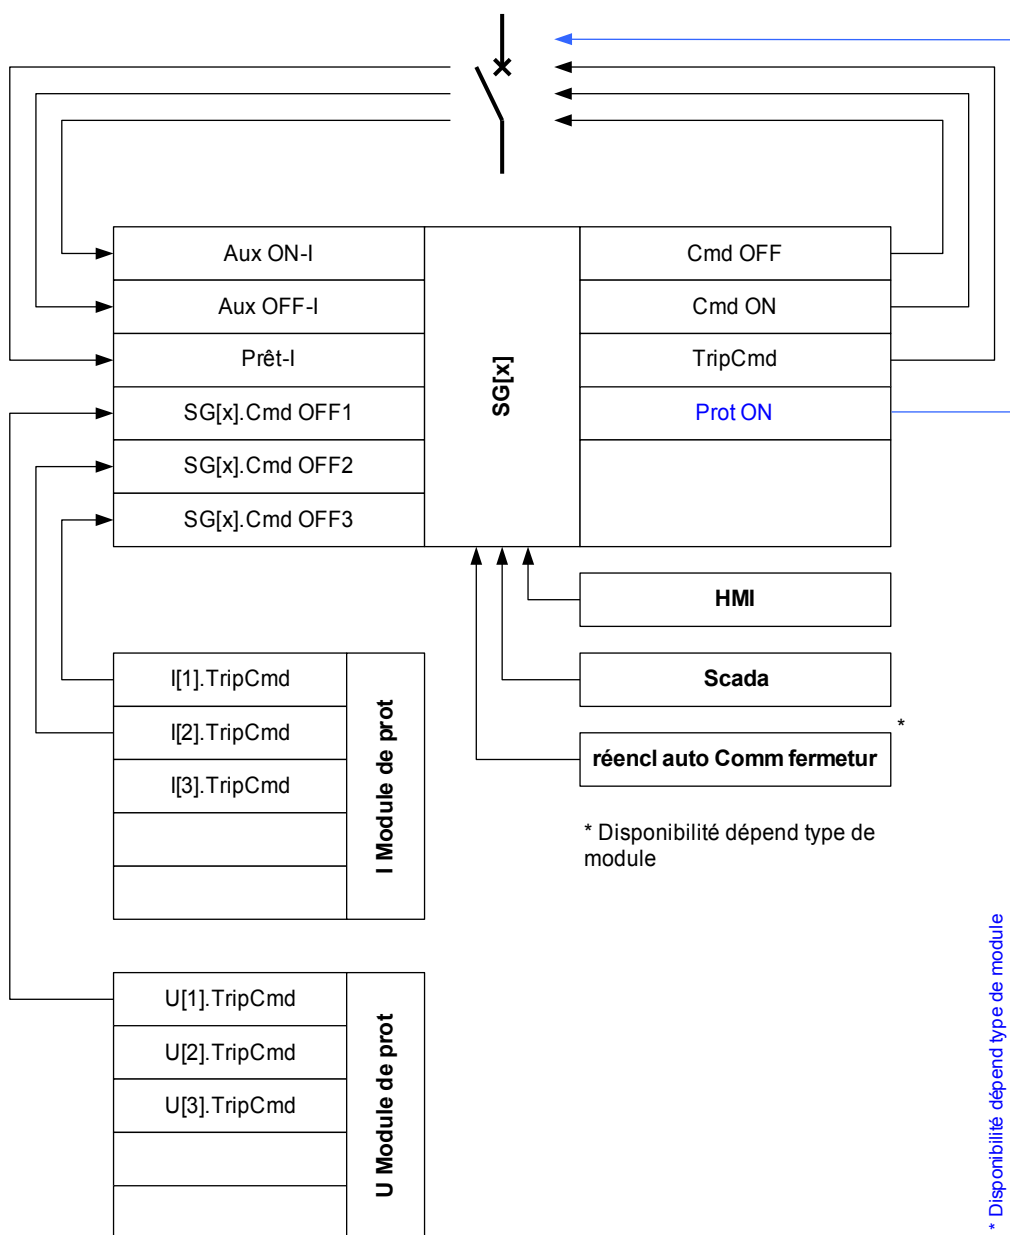 Aux ON-I
Cmd OFF
Aux OFF-I
Cmd ON
Prêt-I
SG[x]
TripCmd
SG[x].Cmd OFF1
Prot ON
SG[x].Cmd OFF2
SG[x].Cmd OFF3
HMI
Scada
*
réencl auto Comm fermetur
* Disponibilité dépend type de
module
I[1].TripCmd
I[2].TripCmd
I[3].TripCmd
I Module de prot
U[1].TripCmd
U[2].TripCmd
U[3].TripCmd
U Module de prot
* Disponibilité dépend type de module